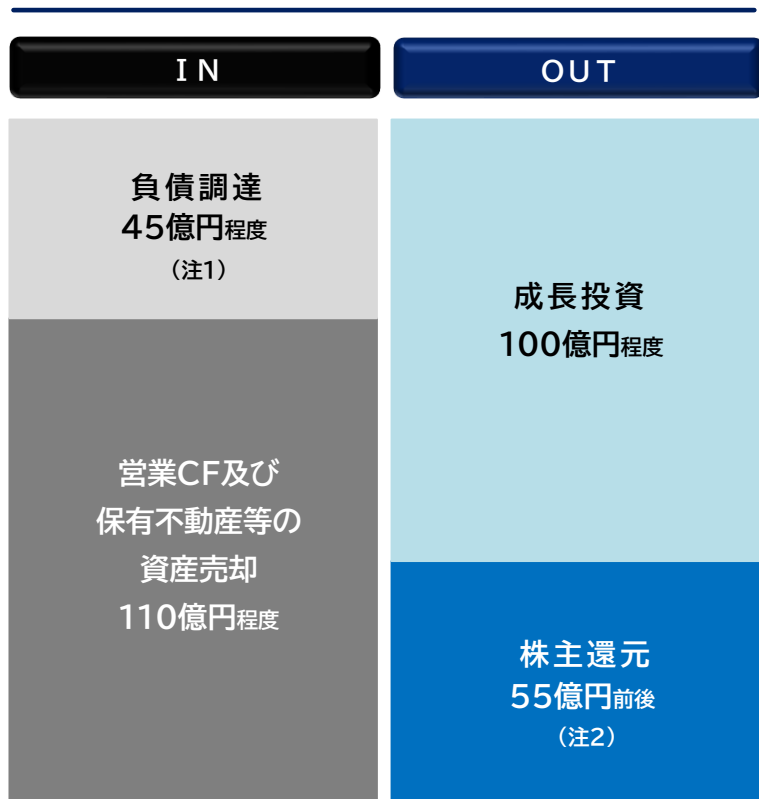 IN
負債調達
45億円程度
(注1)
営業CF及び
保有不動産等の
資産売却
110億円程度
OUT
成長投資
100億円程度
株主還元
55億円前後
(注2)